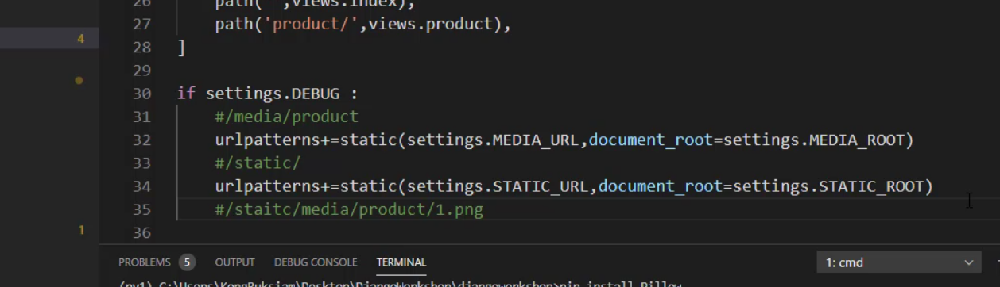 4
1
26 path('',views.index),
27 path('product/',views.product),
28 ]
29
30 if settings.DEBUG :
31 #/media/product
32 urlpatterns+=static(settings.MEDIA_URL,document_root=settings.MEDIA_ROOT)
33 #/static/
34 urlpatterns+=static(settings.STATIC_URL,document_root=settings.STATIC_ROOT)
35 #/staitc/media/product/1.png
36
PROBLEMS 5 OUTPUT DEBUG CONSOLE TERMINAL 1: cmd
(py1) C:\Users\KongRuksiam\Desktop\DjangoWorkshop\djangoworkshop>pip install Pillow